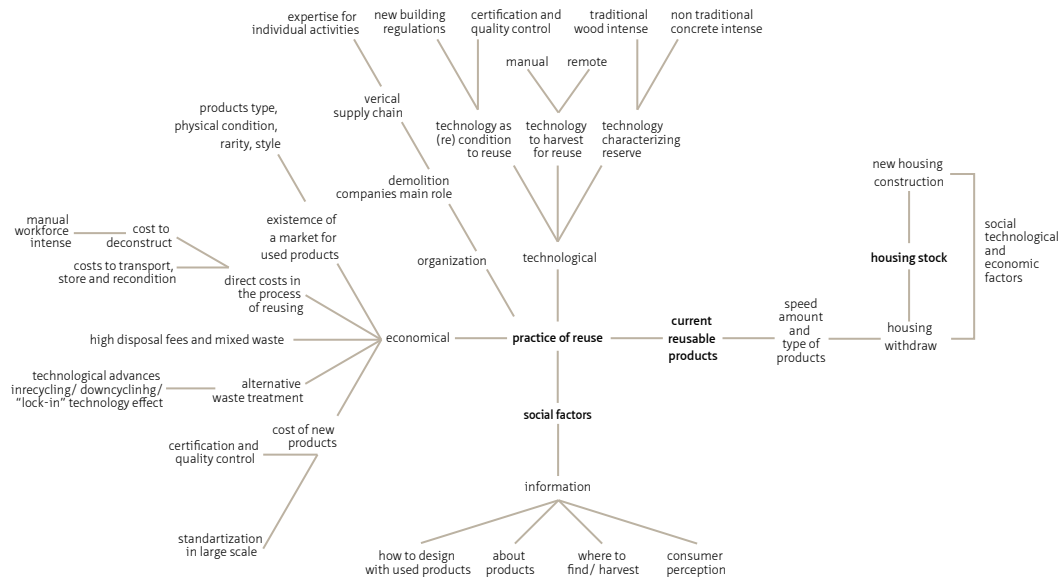 expertise for
individual activities
new building
regulations
certification and
quality control
traditional
wood intense
non traditional
concrete intense
manual
remote
verical
supply chain
technology as
(re) condition
to reuse
technology
to harvest
for reuse
technology
characterizing
reserve
products type,
physical condition,
rarity, style
demolition
companies main role
organization
technological
existemce of
a market for
used products
manual
workforce
intense
cost to
deconstruct
costs to transport,
store and recondition
direct costs in
the process
of reusing
high disposal fees and mixed waste
economical
practice of reuse
current
reusable
products
speed
amount
and
type of
products
new housing
construction
housing stock
housing
withdraw
social
technological
and
economic
factors
technological advances
inrecycling/ downcyclinhg/
"lock-in" technology effect
alternative
waste treatment
cost of new
products
certification and
quality control
standartization
in large scale
social factors
information
how to design
with used products
about
products
where to
find/ harvest
consumer
perception